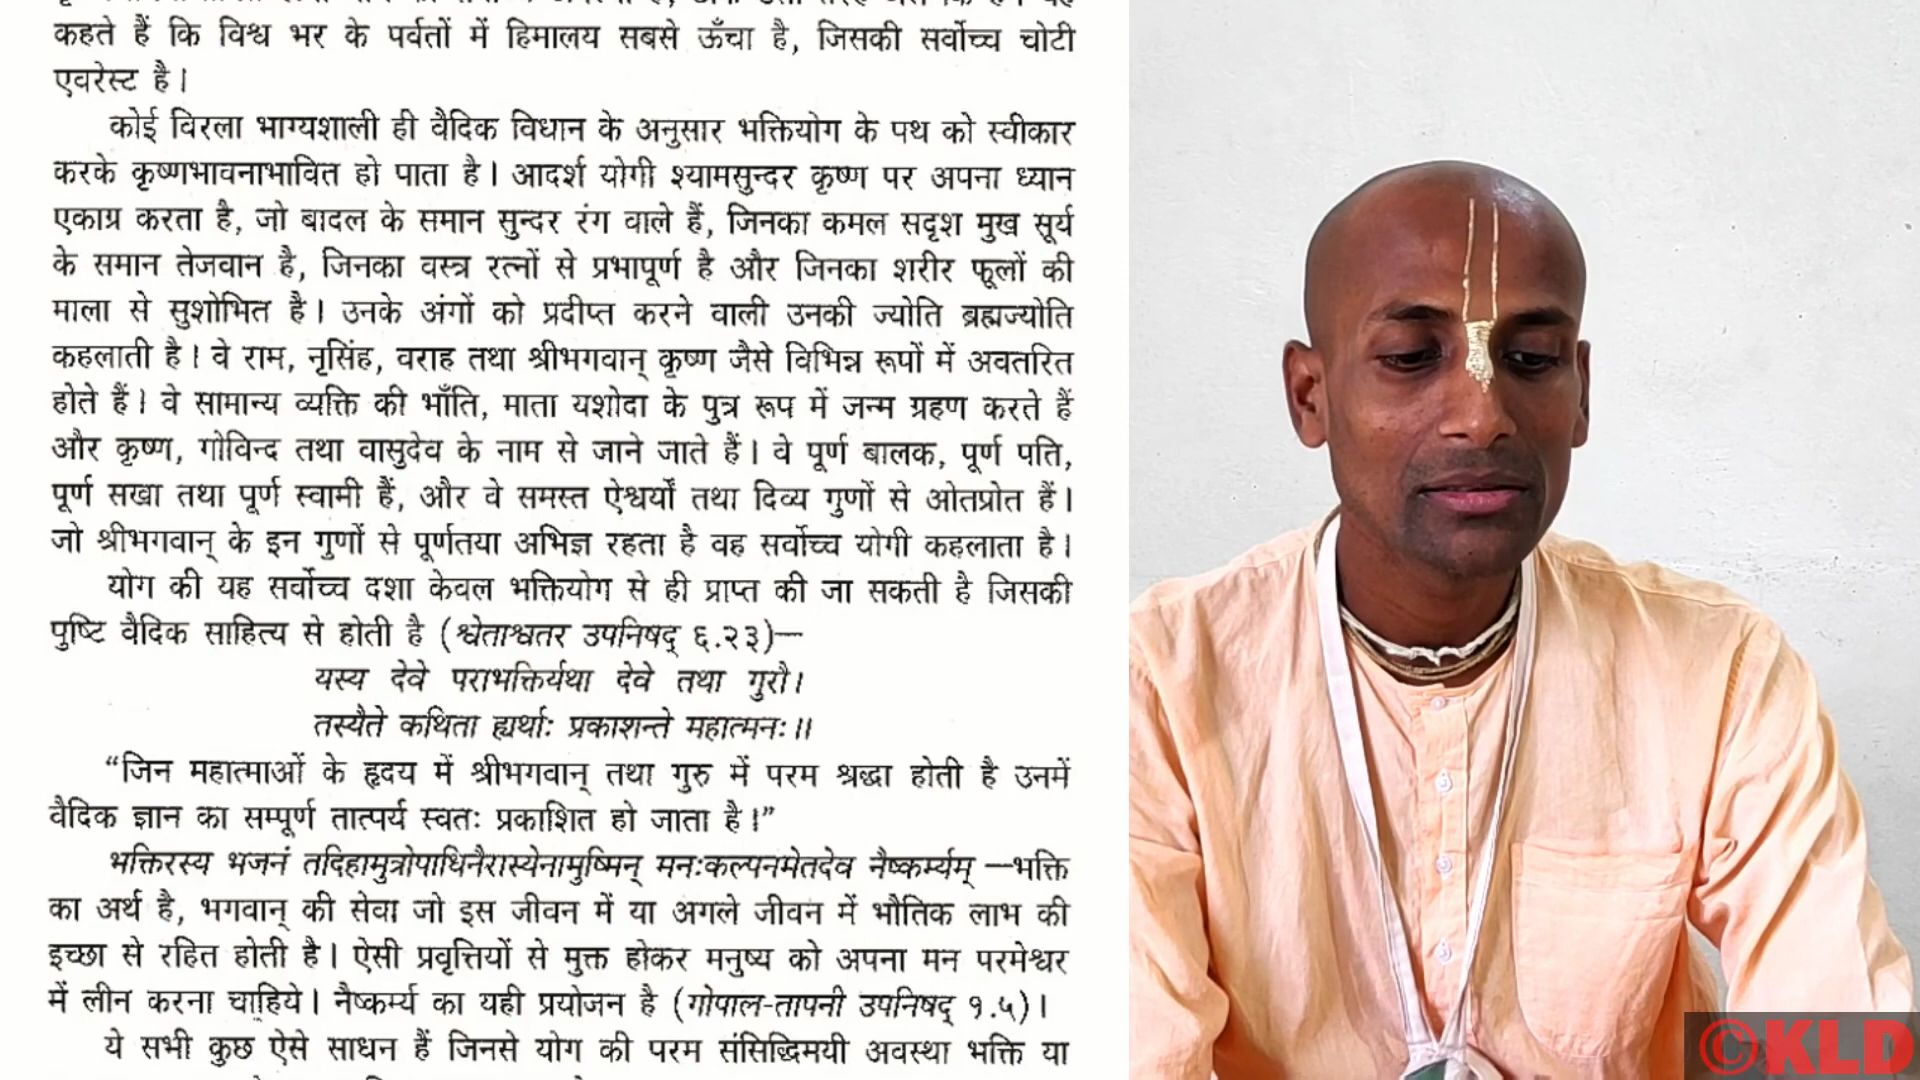 कहते हैं कि विश्व भर के पर्वतों में हिमालय सबसे ऊँचा है, जिसकी सर्वोच्च चोटी
एवरेस्ट है।
कोई विरला भाग्यशाली ही वैदिक विधान के अनुसार भक्तियोग के पथ को स्वीकार
करके कृष्णभावनाभावित हो पाता है। आदर्श योगी श्यामसुन्दर कृष्ण पर अपना ध्यान
एकाग्र करता है, जो बादल के समान सुन्दर रंग वाले हैं, जिनका कमल सदृश मुख सूर्य
के समान तेजवान है, जिनका वस्त्र रत्नों से प्रभापूर्ण है और जिनका शरीर फूलों की
माला से सुशोभित है। उनके अंगों को प्रदीप्त करने वाली उनकी ज्योति ब्रह्मज्योति
कहलाती है। वे राम, नृसिंह, वराह तथा श्रीभगवान् कृष्ण जैसे विभिन्न रूपों में अवतरित
होते हैं। वे सामान्य व्यक्ति की भाँति, माता यशोदा के पुत्र रूप में जन्म ग्रहण करते हैं
और कृष्ण, गोविन्द तथा वासुदेव के नाम से जाने जाते हैं। वे पूर्ण बालक, पूर्ण पति,
पूर्ण सखा तथा पूर्ण स्वामी हैं, और वे समस्त ऐश्वर्यों तथा दिव्य गुणों से ओतप्रोत हैं।
जो श्रीभगवान् के इन गुणों से पूर्णतया अभिज्ञ रहता है वह सर्वोच्च योगी कहलाता है।
योग की यह सर्वोच्च दशा केवल भक्तियोग से ही प्राप्त की जा सकती है जिसकी
पुष्टि वैदिक साहित्य से होती है (श्वेताश्वतर उपनिषद् ६.२३)—
यस्य देवे पराभक्तिर्यथा देवे तथा गुरौ।
तस्यैते कथिता ह्यर्थाः प्रकाशन्ते महात्मनः॥
“जिन महात्माओं के हृदय में श्रीभगवान् तथा गुरु में परम श्रद्धा होती है उनमें
वैदिक ज्ञान का सम्पूर्ण तात्पर्य स्वतः प्रकाशित हो जाता है।”
भक्तिरस्य भजनं तदिहामुत्रोपाधिनैरास्येनामुष्मिन् मनःकल्पनमेतदेव नैष्कर्म्यम् —भक्ति
का अर्थ है, भगवान् की सेवा जो इस जीवन में या अगले जीवन में भौतिक लाभ की
इच्छा से रहित होती है। ऐसी प्रवृत्तियों से मुक्त होकर मनुष्य को अपना मन परमेश्वर
में लीन करना चाहिये। नैष्कर्म्य का यही प्रयोजन है (गोपाल-तापनी उपनिषद् १.५)।
ये सभी कुछ ऐसे साधन हैं जिनसे योग की परम संसिद्धिमयी अवस्था भक्ति या
©KLD